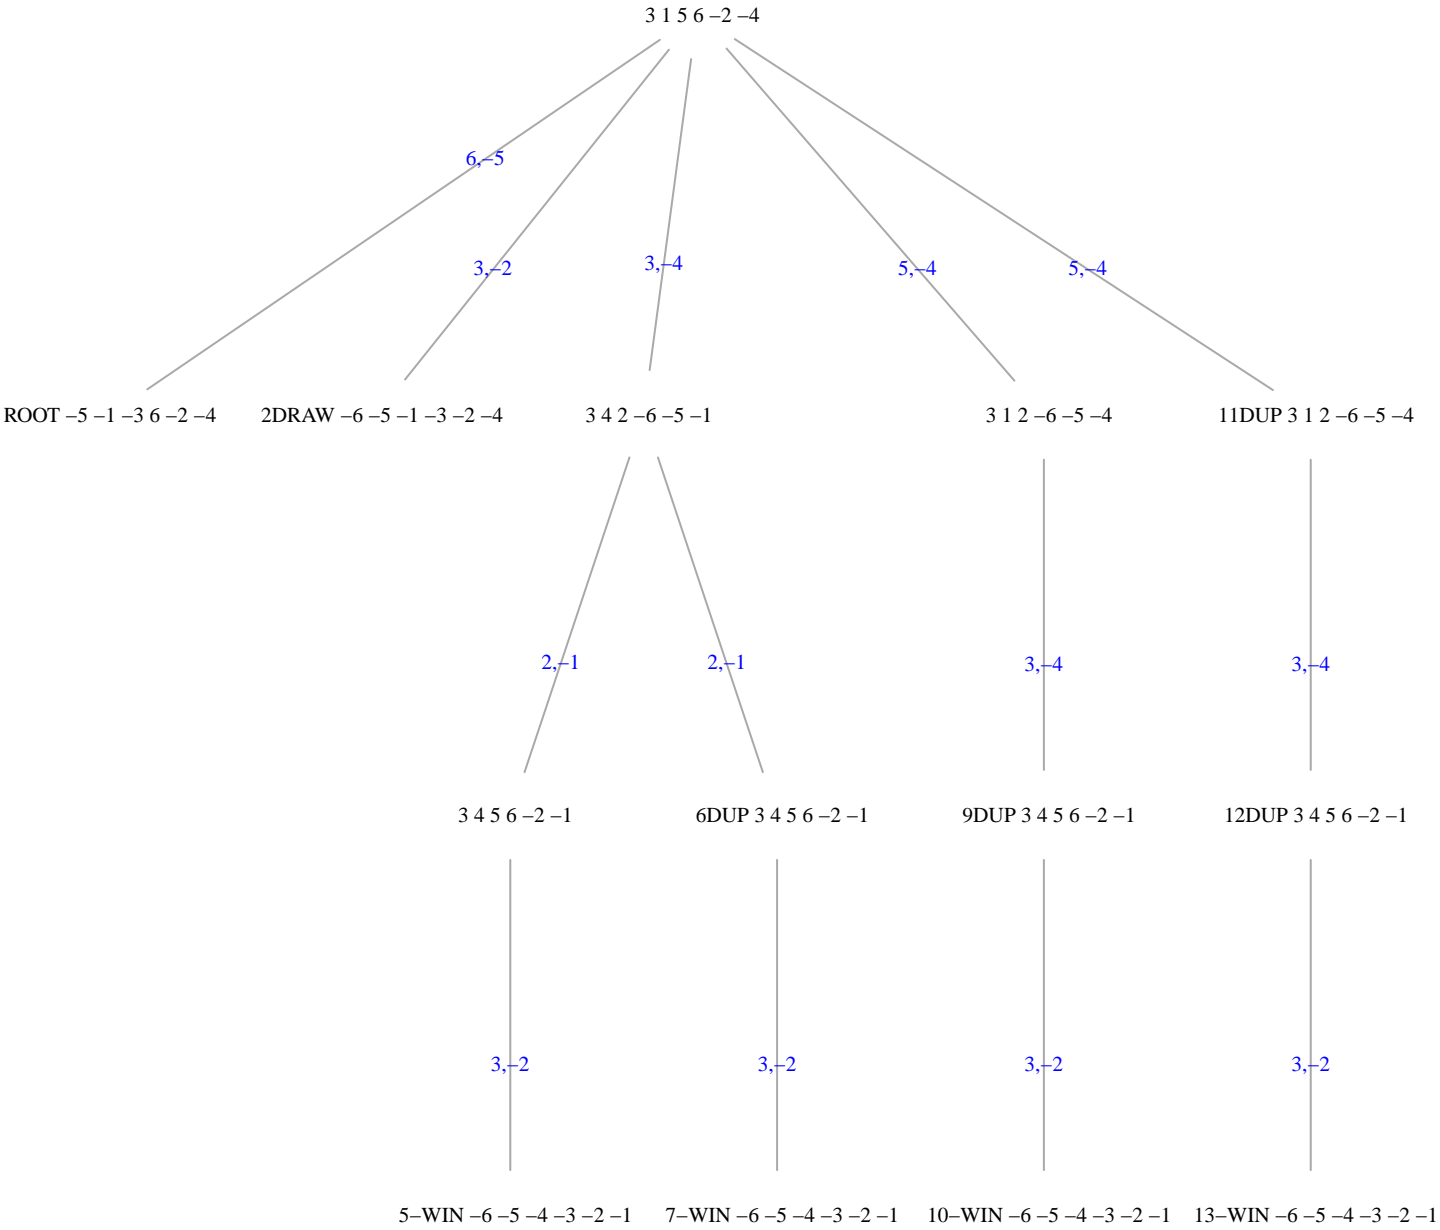 3 1 5 6 –2 –4
6,–5
3,–2
3,–4
5,–4
5,–4
ROOT –5 –1 –3 6 –2 –4
2DRAW –6 –5 –1 –3 –2 –4
3 4 2 –6 –5 –1
3 1 2 –6 –5 –4
11DUP 3 1 2 –6 –5 –4
2,–1
2,–1
3,–4
3,–4
3 4 5 6 –2 –1
6DUP 3 4 5 6 –2 –1
9DUP 3 4 5 6 –2 –1
12DUP 3 4 5 6 –2 –1
3,–2
3,–2
3,–2
3,–2
5–WIN –6 –5 –4 –3 –2 –1
7–WIN –6 –5 –4 –3 –2 –1
10–WIN –6 –5 –4 –3 –2 –1
13–WIN –6 –5 –4 –3 –2 –1